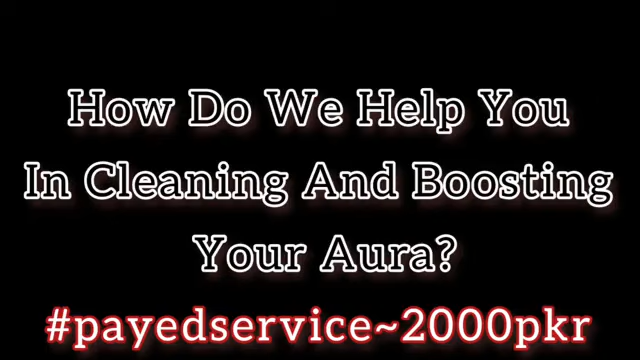 How Do We Help You
In Cleaning And Boosting
Your Aura?
#payedservice~2000pkr